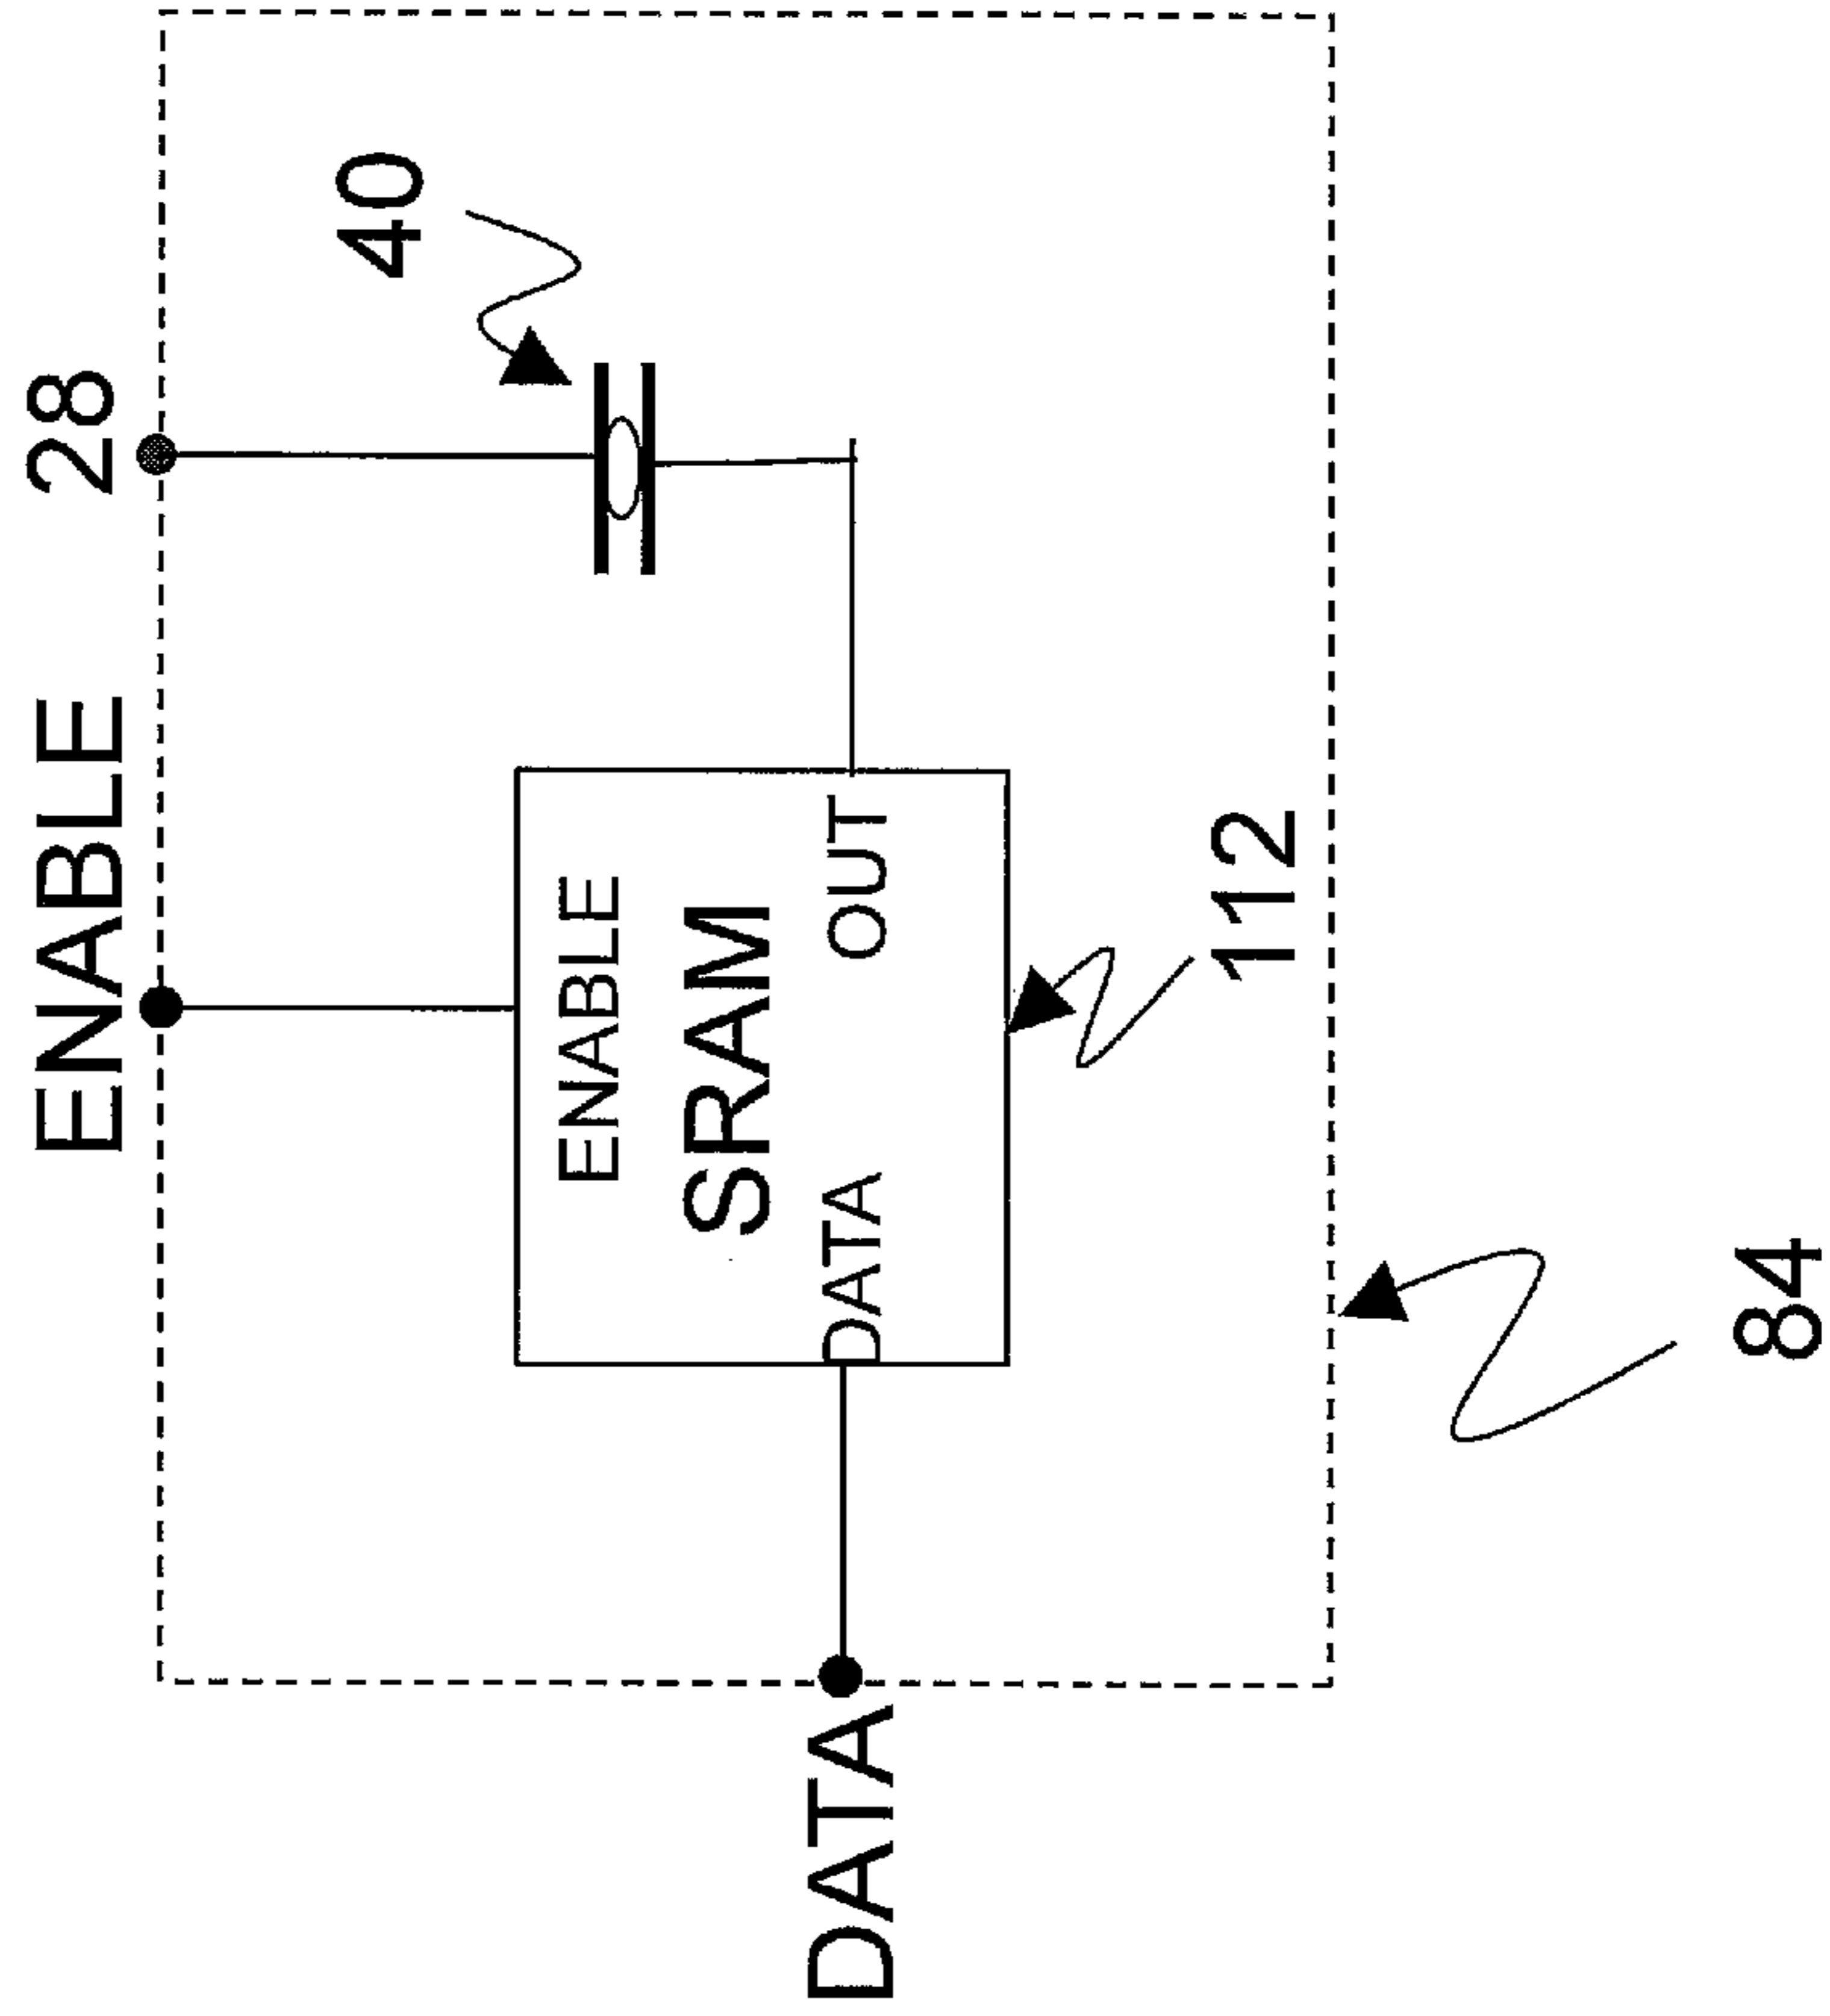 ENABLE
28
40
ENABLE
SRAM
DATA
OUT
DATA
112
84